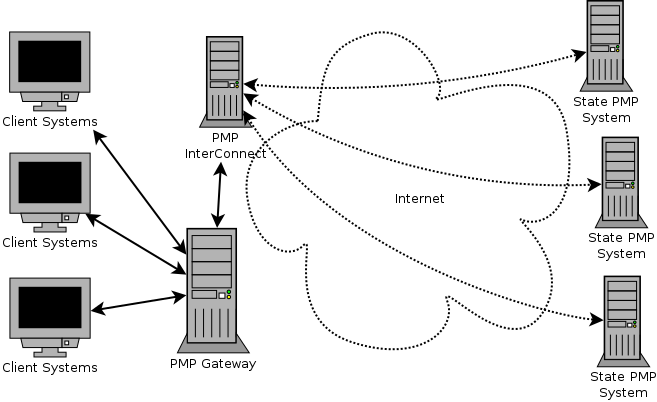 Client Systems
PMP
InterConnect
State PMP
System
Client Systems
Internet
State PMP
System
Client Systems
PMP Gateway
State PMP
System